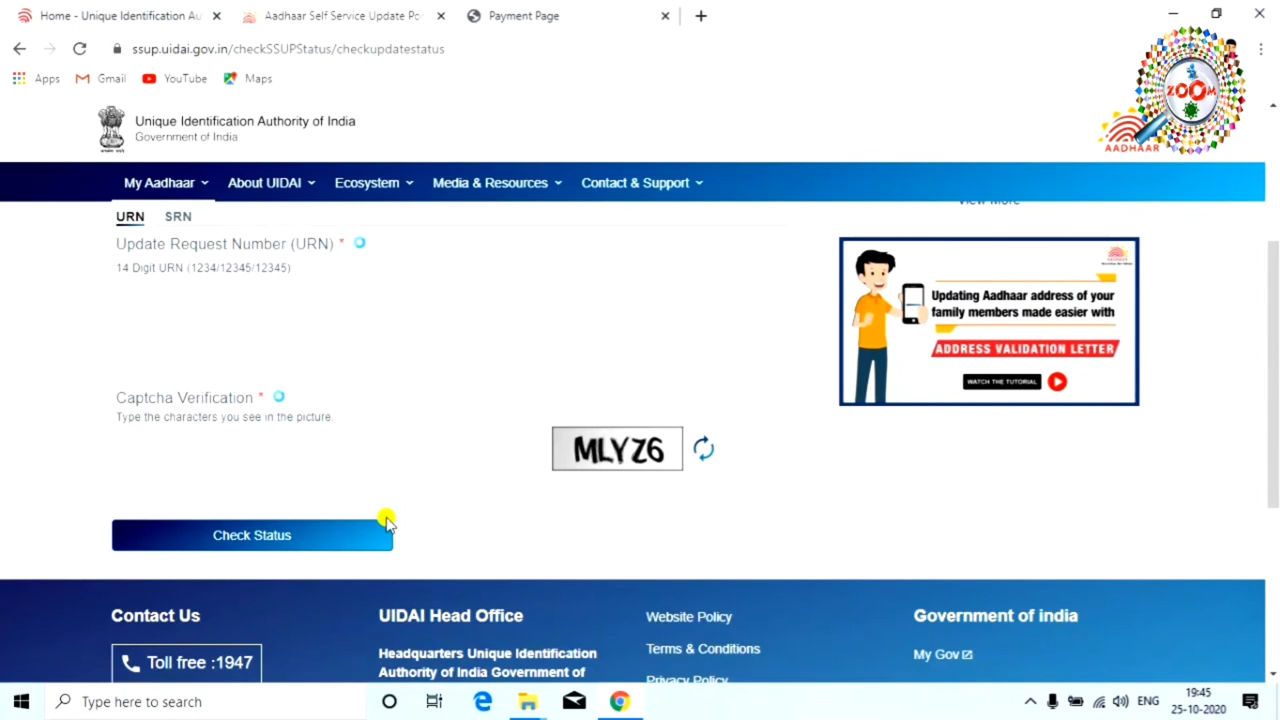 Home - Unique Identification Au
Aadhaar Self Service Update Po
Payment Page
ssup.uidai.gov.in/checkSSUPStatus/checkupdatestatus
Apps
Gmail
YouTube
Maps
ZOOM
AADHAAR
Unique Identification Authority of India
Government of India
My Aadhaar
About UIDAI
Ecosystem
Media & Resources
Contact & Support
View More
URN
SRN
Update Request Number (URN) *
14 Digit URN (1234/12345/12345)
Updating Aadhaar address of your
family members made easier with
ADDRESS VALIDATION LETTER
WATCH THE TUTORIAL
Captcha Verification *
Type the characters you see in the picture.
MLYZ6
Check Status
Contact Us
Toll free :1947
UIDAI Head Office
Headquarters Unique Identification
Authority of India Government of
Website Policy
Terms & Conditions
Privacy Policy
Government of india
My Gov
Type here to search
ENG
19:45
25-10-2020